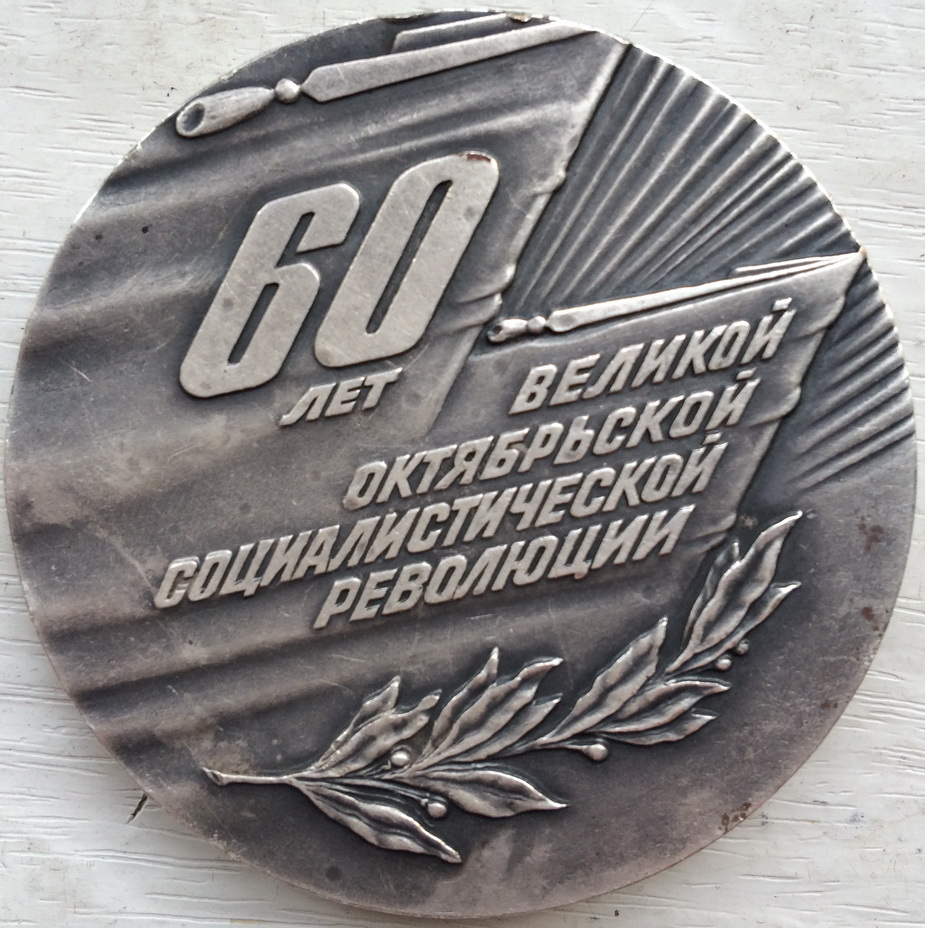 60
ЛЕТ
ВЕЛИКОЙ
ОКТЯБРЬСКОЙ
СОЦИАЛИСТИЧЕСКОЙ
РЕВОЛЮЦИИ